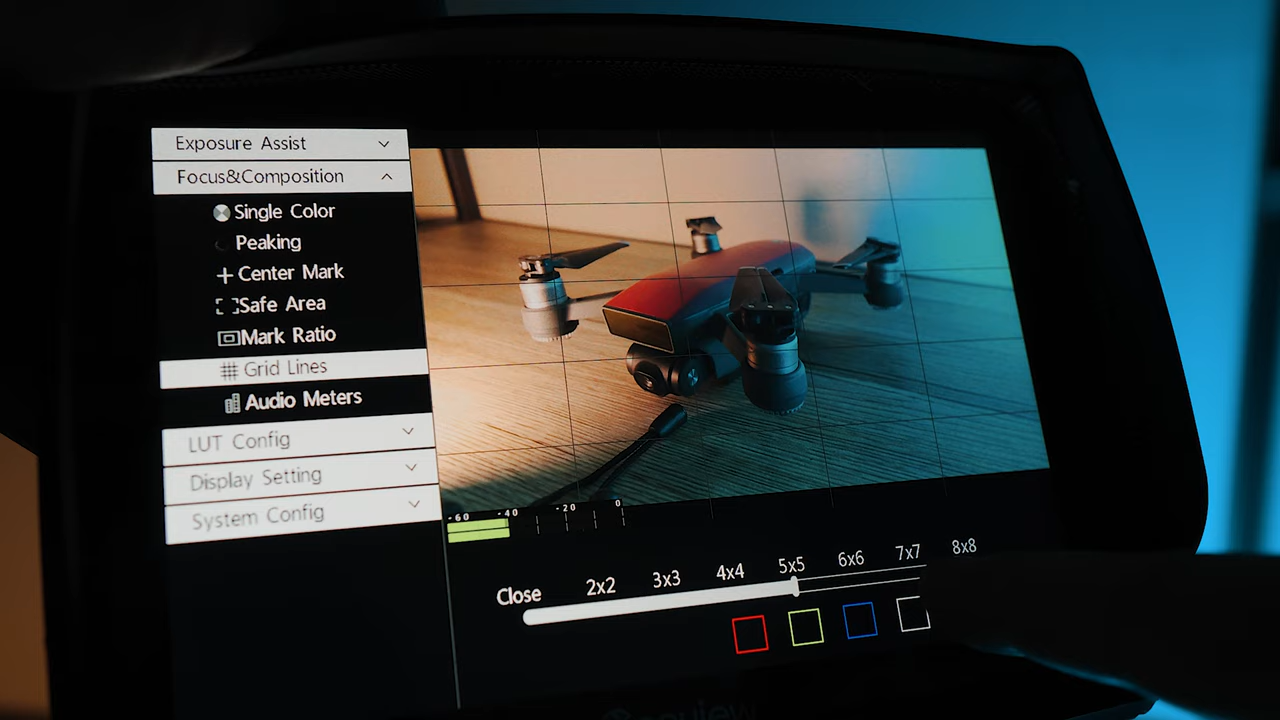 Exposure Assist
Focus&Composition
Single Color
Peaking
Center Mark
Safe Area
Mark Ratio
Grid Lines
Audio Meters
LUT Config
Display Setting
System Config
-60 -40 -20 0
Close 2x2 3x3 4x4 5x5 6x6 7x7 8x8